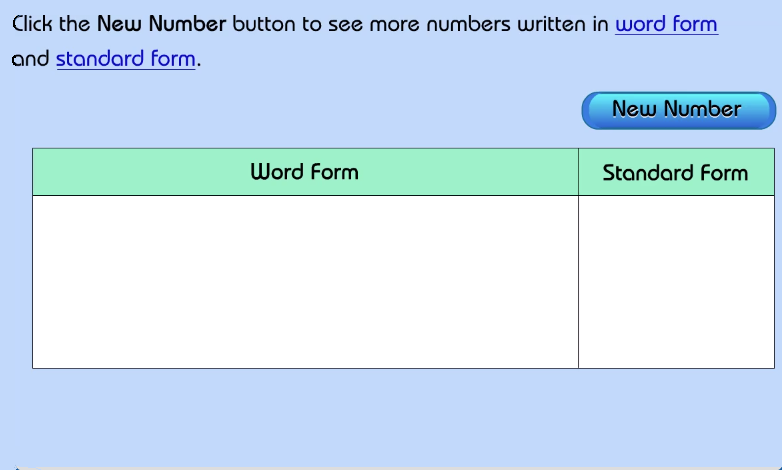 Click the New Number button to see more numbers written in word form
and standard form.
New Number
Word Form
Standard Form